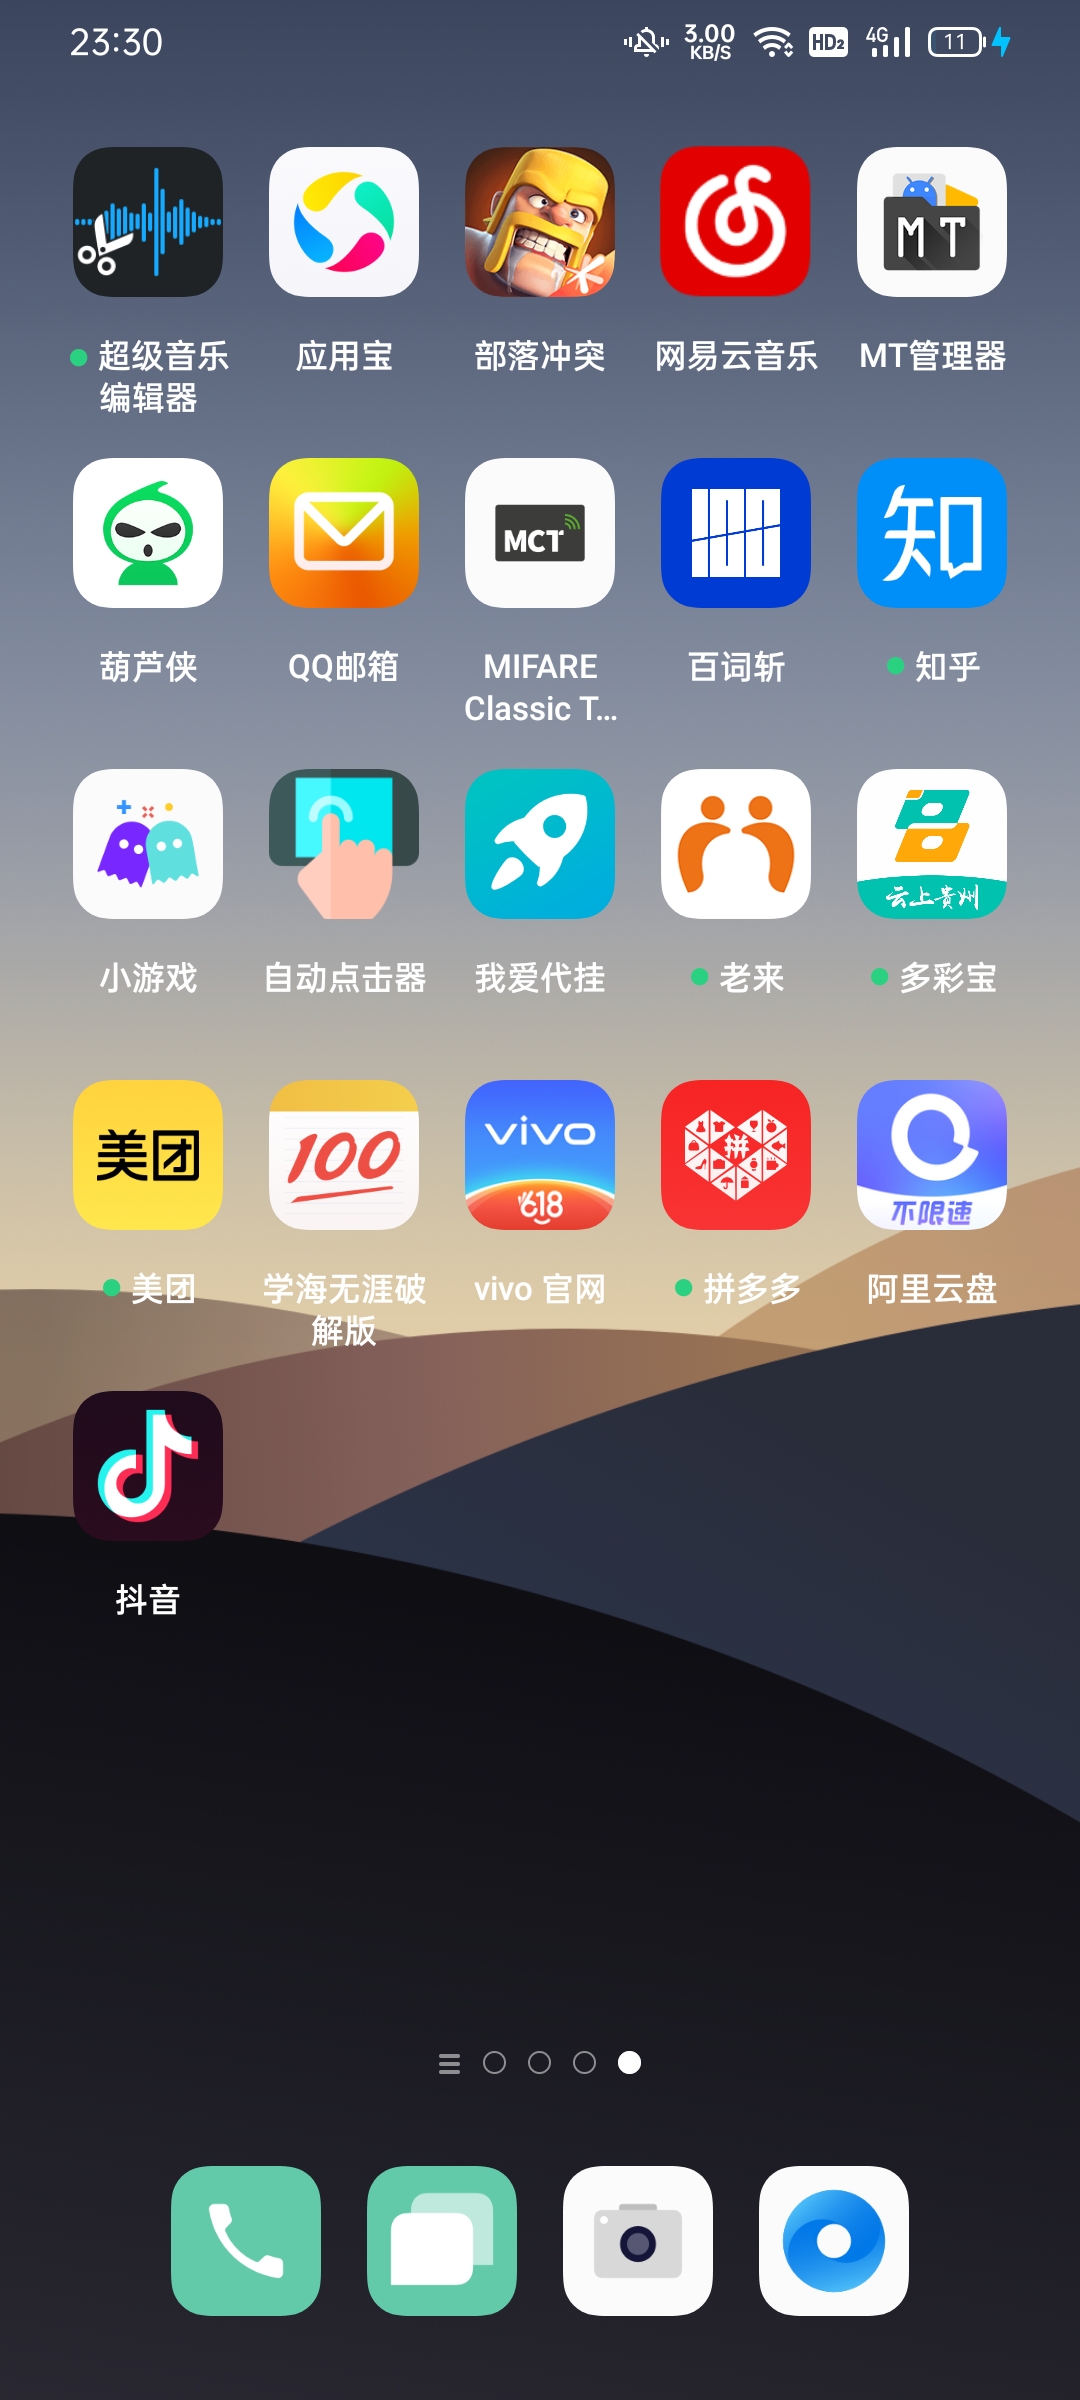 23:30
3.00
KB/S
HD2
4G
11
MT
超级音乐
编辑器
应用宝
部落冲突
网易云音乐
MT管理器
MCT
知
葫芦侠
QQ邮箱
MIFARE
Classic T...
百词斩
知乎
云上贵州
小游戏
自动点击器
我爱代挂
老来
多彩宝
美团
100
vivo
618
拼
不限速
美团
学海无涯破
解版
vivo 官网
拼多多
阿里云盘
抖音